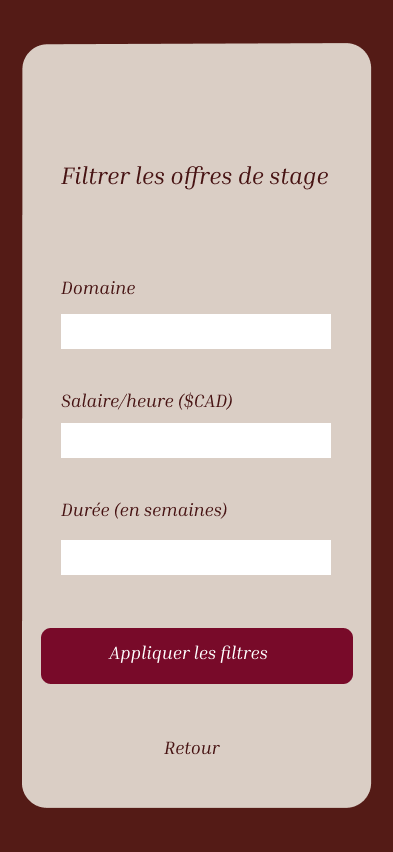 Filtrer les offres de stage
Domaine
Salaire/heure ($CAD)
Durée (en semaines)
Appliquer les filtres
Retour